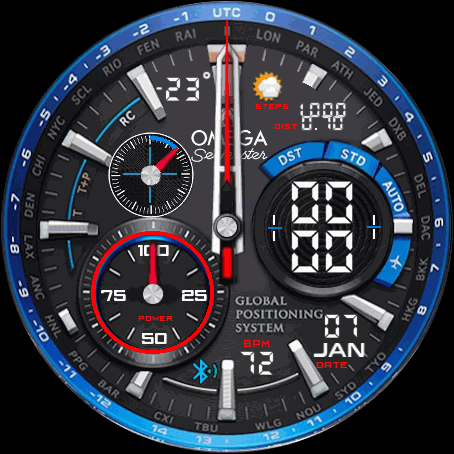 -2 -1 UTC 0 1 2 3 4 5 6 7 8 9 10 11 12 13 14 -11 -10 -9 -8 -7 -6 -5 -4 -3
RAI LON PAR ATH JED DXB DEL DAC BKK HKG TYO SYD NOU WLG TBU CXI BAR PPG HNL ANC LAX DEN CHI NYC SCL RIO FEN
-23°
STEPS
DIST
RC
T+P
T
OMEGA
Seamaster
DST STD AUTO
00
00
100
75 25
POWER
50
GLOBAL
POSITIONING
SYSTEM
BPM
72
07
JAN
DATE